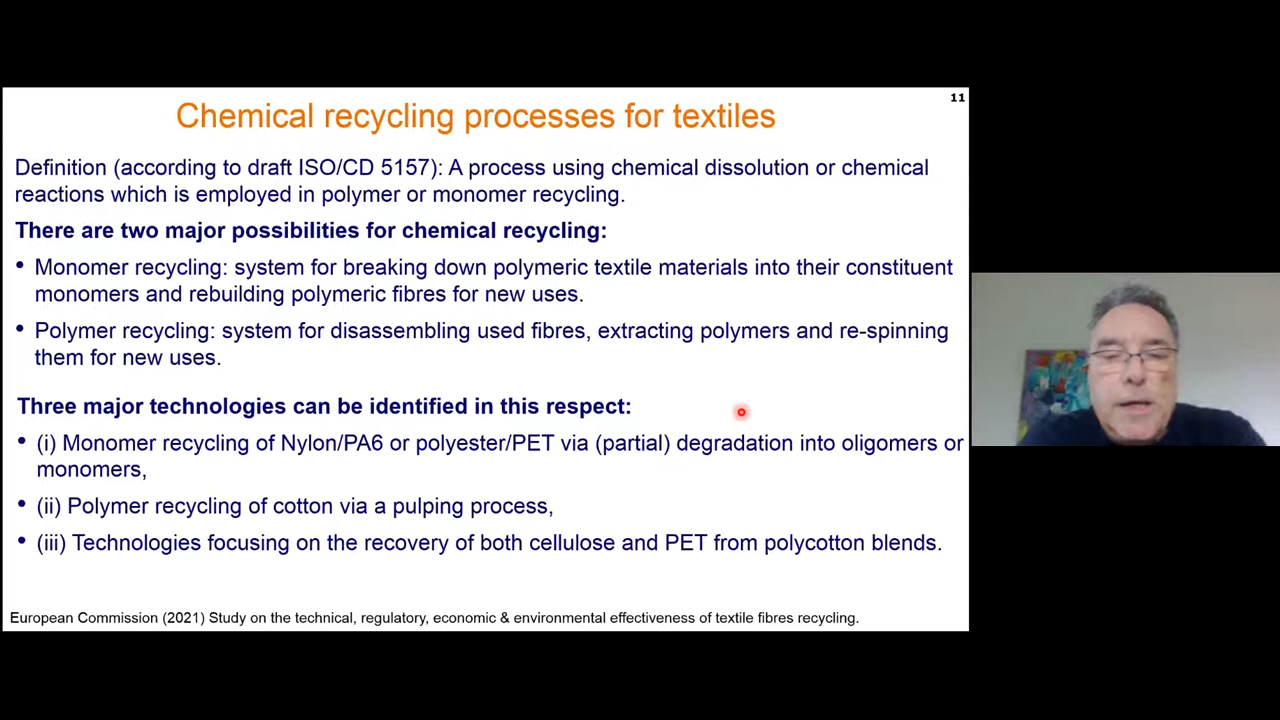 11
Chemical recycling processes for textiles
Definition (according to draft ISO/CD 5157): A process using chemical dissolution or chemical
reactions which is employed in polymer or monomer recycling.
There are two major possibilities for chemical recycling:
• Monomer recycling: system for breaking down polymeric textile materials into their constituent
monomers and rebuilding polymeric fibres for new uses.
• Polymer recycling: system for disassembling used fibres, extracting polymers and re-spinning
them for new uses.
Three major technologies can be identified in this respect:
• (i) Monomer recycling of Nylon/PA6 or polyester/PET via (partial) degradation into oligomers or
monomers,
• (ii) Polymer recycling of cotton via a pulping process,
• (iii) Technologies focusing on the recovery of both cellulose and PET from polycotton blends.
European Commission (2021) Study on the technical, regulatory, economic & environmental effectiveness of textile fibres recycling.